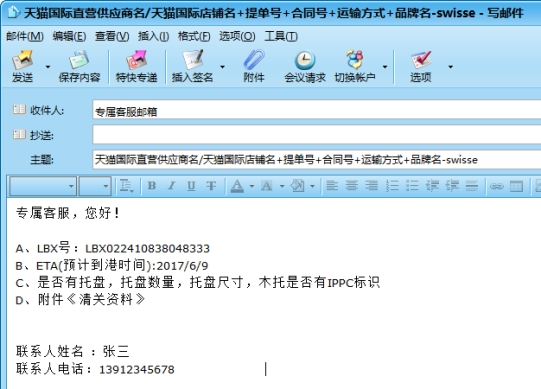 天猫国际直营供应商名/天猫国际店铺名+提单号+合同号+运输方式+品牌名-swisse - 写邮件
邮件(M) 编辑(E) 查看(V) 插入(I) 格式(F) 选项(O) 工具(T)
发送 保存内容 特快专递 插入签名 附件 会议请求 切换帐户 选项
收件人: 专属客服邮箱
抄送:
主题: 天猫国际直营供应商名/天猫国际店铺名+提单号+合同号+运输方式+品牌名-swisse
B I U T A A
专属客服，您好！
A、LBX号：LBX022410838048333
B、ETA(预计到港时间):2017/6/9
C、是否有托盘，托盘数量，托盘尺寸，木托是否有IPPC标识
D、附件《清关资料》
联系人姓名：张三
联系人电话：13912345678